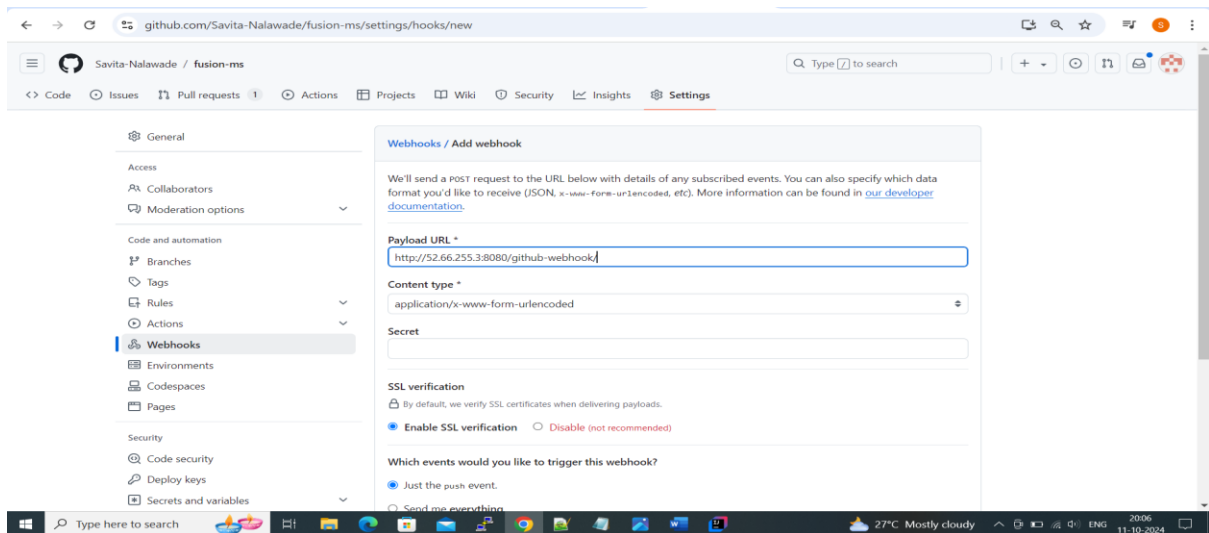 github.com/Savita-Nalawade/fusion-ms/settings/hooks/new
S
Savita-Nalawade / fusion-ms
Type / to search
Code Issues Pull requests 1 Actions Projects Wiki Security Insights Settings
General
Access
Collaborators
Moderation options
Code and automation
Branches
Tags
Rules
Actions
Webhooks
Environments
Codespaces
Pages
Security
Code security
Deploy keys
Secrets and variables
Webhooks / Add webhook
We'll send a POST request to the URL below with details of any subscribed events. You can also specify which data
format you'd like to receive (JSON, x-www-form-urlencoded, etc). More information can be found in our developer
documentation.
Payload URL *
http://52.66.255.3:8080/github-webhook/
Content type *
application/x-www-form-urlencoded
Secret
SSL verification
By default, we verify SSL certificates when delivering payloads.
Enable SSL verification Disable (not recommended)
Which events would you like to trigger this webhook?
Just the push event.
Send me everything
Type here to search
27°C Mostly cloudy
ENG
20:06
11-10-2024